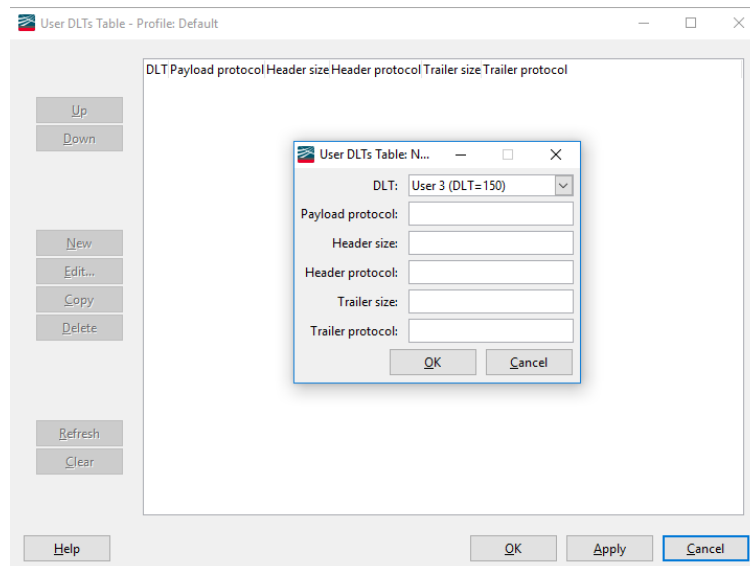 User DLTs Table - Profile: Default
DLT Payload protocol Header size Header protocol Trailer size Trailer protocol
Up
Down
New
Edit...
Copy
Delete
Refresh
Clear
User DLTs Table: N...
DLT: User 3 (DLT=150)
Payload protocol:
Header size:
Header protocol:
Trailer size:
Trailer protocol:
OK Cancel
Help OK Apply Cancel